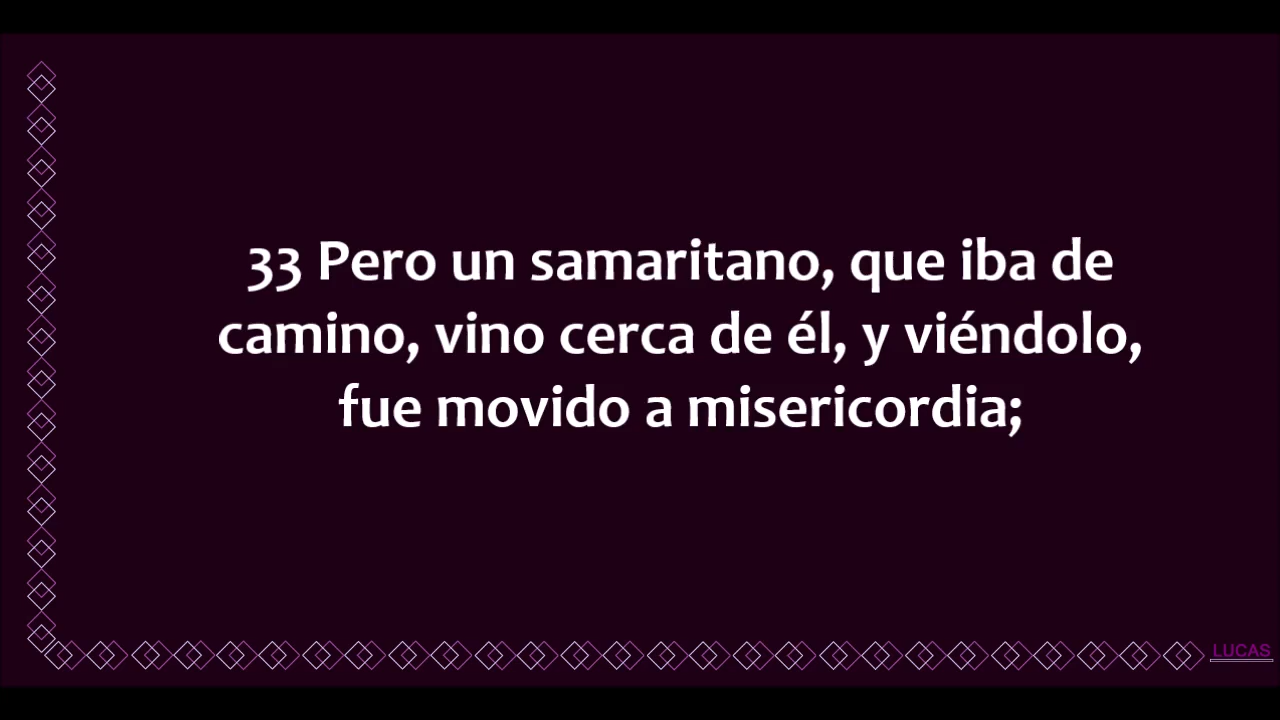 33 Pero un samaritano, que iba de
camino, vino cerca de él, y viéndolo,
fue movido a misericordia;
LUCAS